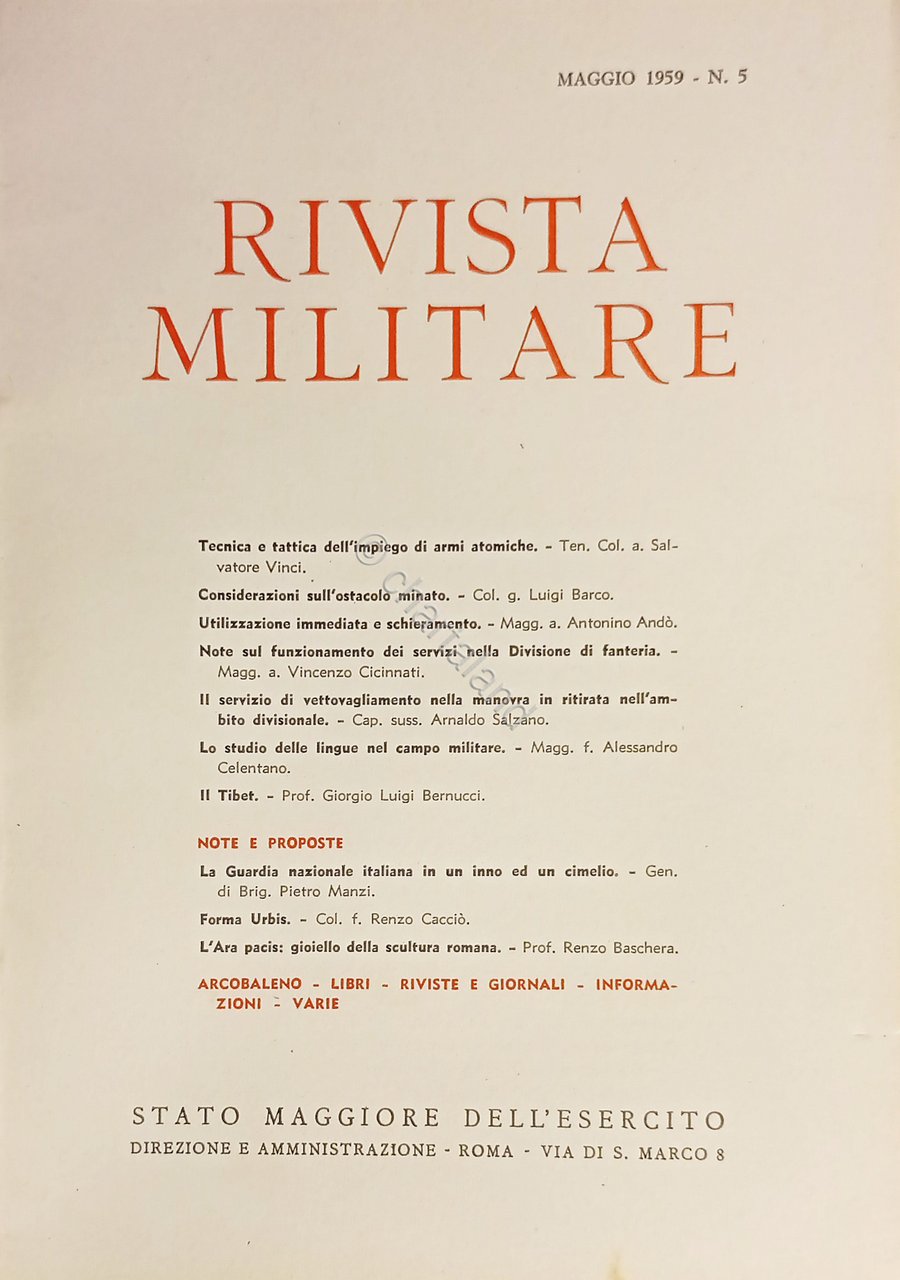 MAGGIO 1959 - N. 5
RIVISTA
MILITARE
Tecnica e tattica dell'impiego di armi atomiche. - Ten. Col. a. Sal-
vatore Vinci.
Considerazioni sull'ostacolo minato. - Col. g. Luigi Barco.
Utilizzazione immediata e schieramento. - Magg. a. Antonino Andò.
Note sul funzionamento dei servizi nella Divisione di fanteria. -
Magg. a. Vincenzo Cicinnati.
Il servizio di vettovagliamento nella manovra in ritirata nell'am-
bito divisionale. - Cap. suss. Arnaldo Salzano.
Lo studio delle lingue nel campo militare. - Magg. f. Alessandro
Celentano.
Il Tibet. - Prof. Giorgio Luigi Bernucci.
NOTE E PROPOSTE
La Guardia nazionale italiana in un inno ed un cimelio. - Gen.
di Brig. Pietro Manzi.
Forma Urbis. - Col. f. Renzo Cacciò.
L'Ara pacis: gioiello della scultura romana. - Prof. Renzo Baschera.
ARCOBALENO - LIBRI - RIVISTE E GIORNALI - INFORMA-
ZIONI - VARIE
STATO MAGGIORE DELL'ESERCITO
DIREZIONE E AMMINISTRAZIONE - ROMA - VIA DI S. MARCO 8
© chartaland